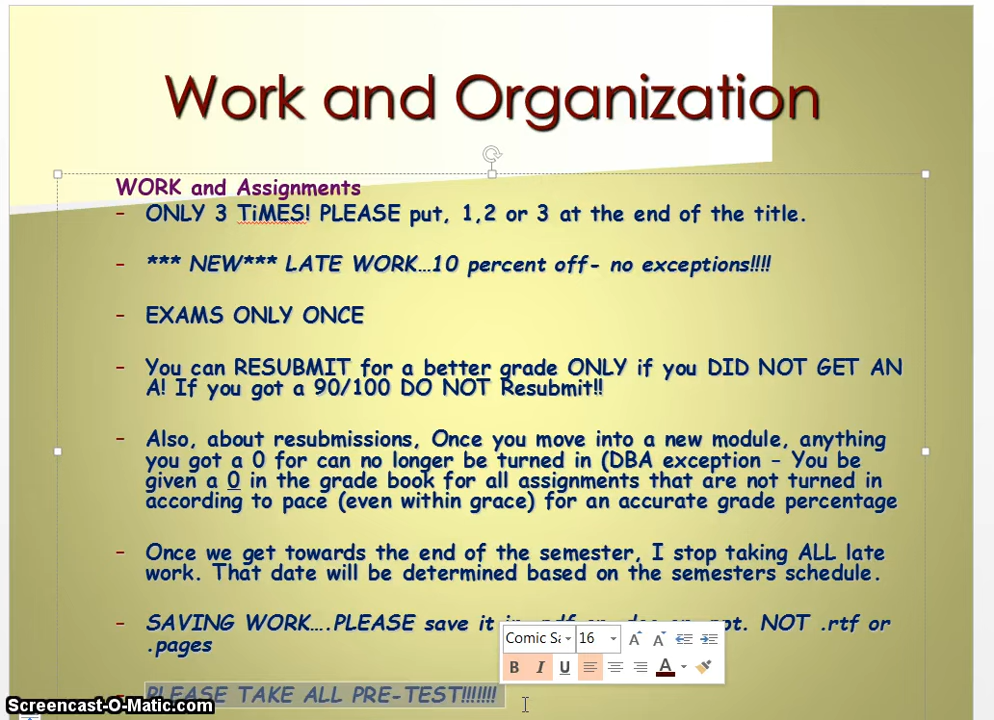 Work and Organization
WORK and Assignments
- ONLY 3 TiMES! PLEASE put, 1,2 or 3 at the end of the title.
- *** NEW*** LATE WORK...10 percent off- no exceptions!!!!
- EXAMS ONLY ONCE
- You can RESUBMIT for a better grade ONLY if you DID NOT GET AN
A! If you got a 90/100 DO NOT Resubmit!!
- Also, about resubmissions, Once you move into a new module, anything
you got a 0 for can no longer be turned in (DBA exception - You be
given a 0 in the grade book for all assignments that are not turned in
according to pace (even within grace) for an accurate grade percentage
- Once we get towards the end of the semester, I stop taking ALL late
work. That date will be determined based on the semesters schedule.
- SAVING WORK....PLEASE save it NOT .rtf or
.pages
Comic Sa 16 A A
B I U A
- PLEASE TAKE ALL PRE-TEST!!!!!!!
Screencast-O-Matic.com